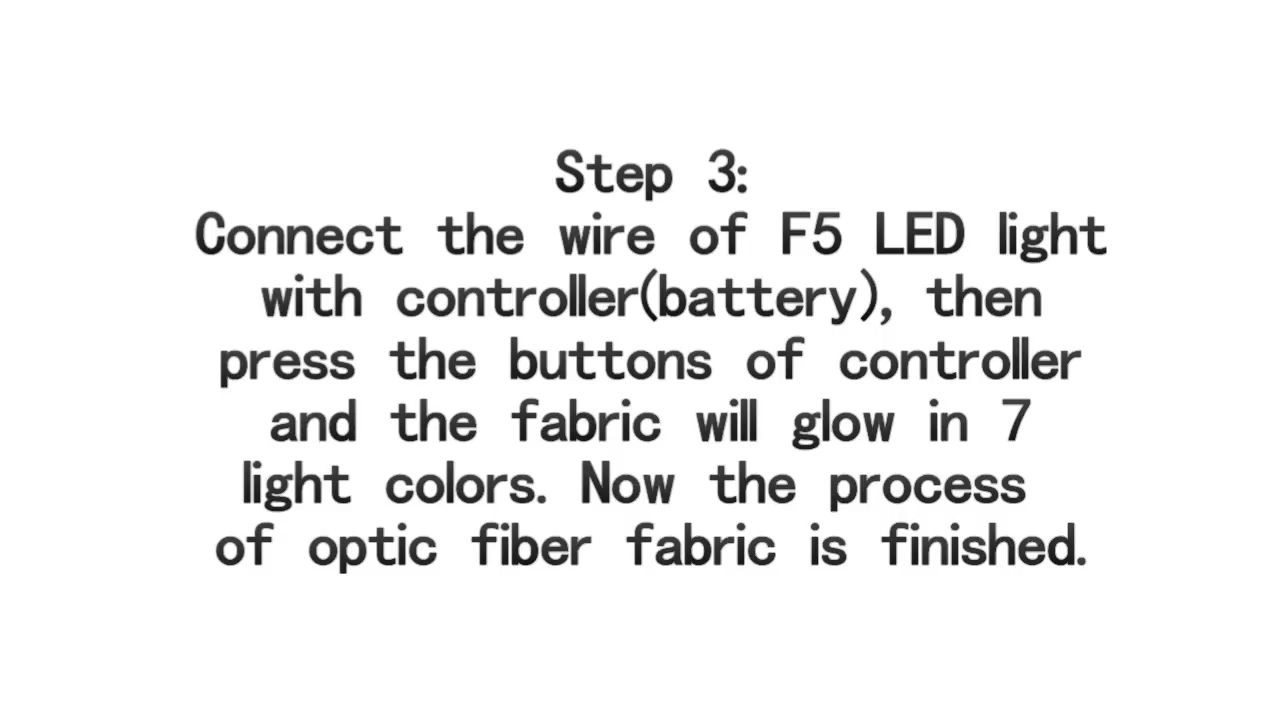 Step 3:
Connect the wire of F5 LED light
with controller(battery), then
press the buttons of controller
and the fabric will glow in 7
light colors. Now the process
of optic fiber fabric is finished.